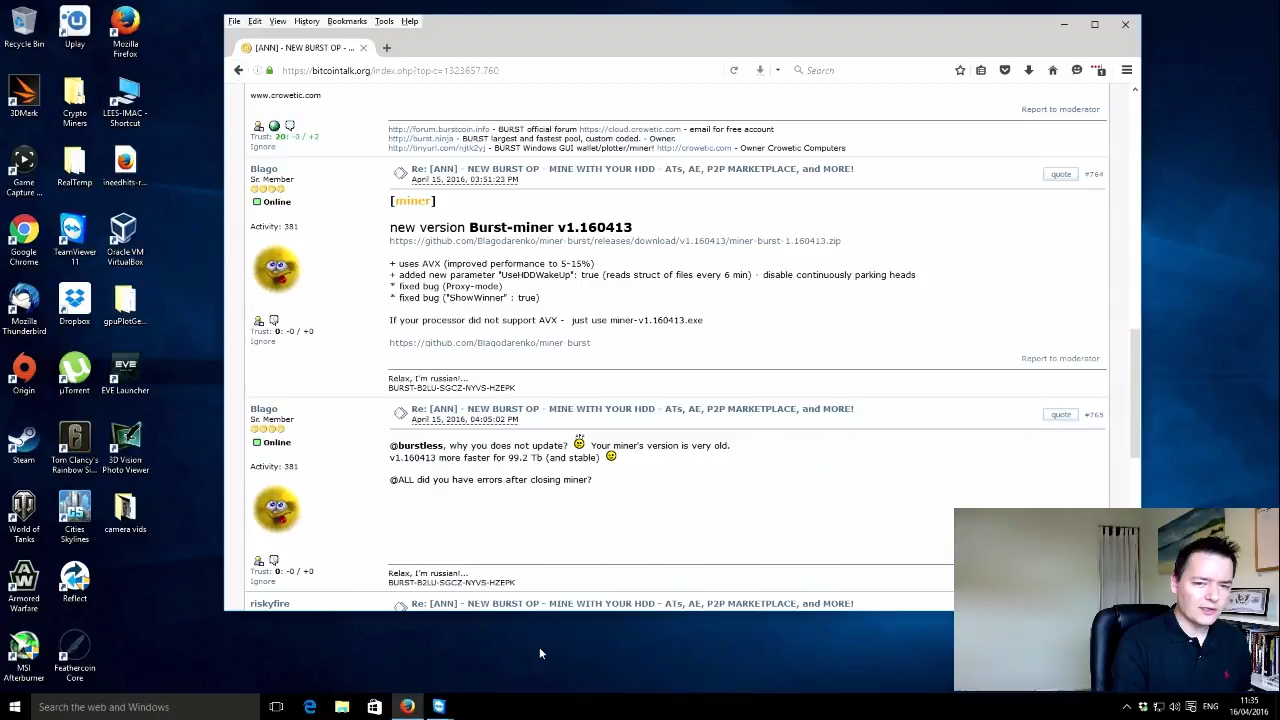 File Edit View History Bookmarks Tools Help
[ANN] - NEW BURST OP - ...
https://bitcointalk.org/index.php?topic=1323657.760
Search
www.crowetic.com
Report to moderator
Trust: 20: -0 / +2
Ignore
http://forum.burstcoin.info - BURST official forum https://cloud.crowetic.com - email for free account
http://burst.ninja - BURST largest and fastest pool, custom coded. - Owner.
http://tinyurl.com/njtk2yj - BURST Windows GUI wallet/plotter/miner! http://crowetic.com - Owner Crowetic Computers
Blago
Sr. Member
Online
Activity: 381
Trust: 0: -0 / +0
Ignore
Re: [ANN] - NEW BURST OP - MINE WITH YOUR HDD - ATs, AE, P2P MARKETPLACE, and MORE!
April 15, 2016, 03:51:23 PM
quote
#764
[miner]
new version Burst-miner v1.160413
https://github.com/Blagodarenko/miner-burst/releases/download/v1.160413/miner-burst-1.160413.zip
+ uses AVX (improved performance to 5-15%)
+ added new parameter "UseHDDWakeUp": true (reads struct of files every 6 min) - disable continuously parking heads
* fixed bug (Proxy-mode)
* fixed bug ("ShowWinner" : true)
If your processor did not support AVX - just use miner-v1.160413.exe
https://github.com/Blagodarenko/miner-burst
Report to moderator
Relax, I'm russian!...
BURST-B2LU-SGCZ-NYVS-HZEPK
Blago
Sr. Member
Online
Activity: 381
Trust: 0: -0 / +0
Ignore
Re: [ANN] - NEW BURST OP - MINE WITH YOUR HDD - ATs, AE, P2P MARKETPLACE, and MORE!
April 15, 2016, 04:05:02 PM
quote
#765
@burstless, why you does not update? Your miner's version is very old.
v1.160413 more faster for 99.2 Tb (and stable)
@ALL did you have errors after closing miner?
Relax, I'm russian!...
BURST-B2LU-SGCZ-NYVS-HZEPK
riskyfire
Re: [ANN] - NEW BURST OP - MINE WITH YOUR HDD - ATs, AE, P2P MARKETPLACE, and MORE!
Recycle Bin
Uplay
Mozilla
Firefox
3DMark
Crypto
Miners
LEES-IMAC -
Shortcut
Game
Capture ...
RealTemp
ineedhits-r...
Google
Chrome
TeamViewer
11
Oracle VM
VirtualBox
Mozilla
Thunderbird
Dropbox
gpuPlotGe...
Origin
µTorrent
EVE Launcher
Steam
Tom Clancy's
Rainbow Si...
3D Vision
Photo Viewer
World of
Tanks
Cities
Skylines
camera vids
Armored
Warfare
Reflect
MSI
Afterburner
Feathercoin
Core
Search the web and Windows
ENG
11:35
16/04/2016